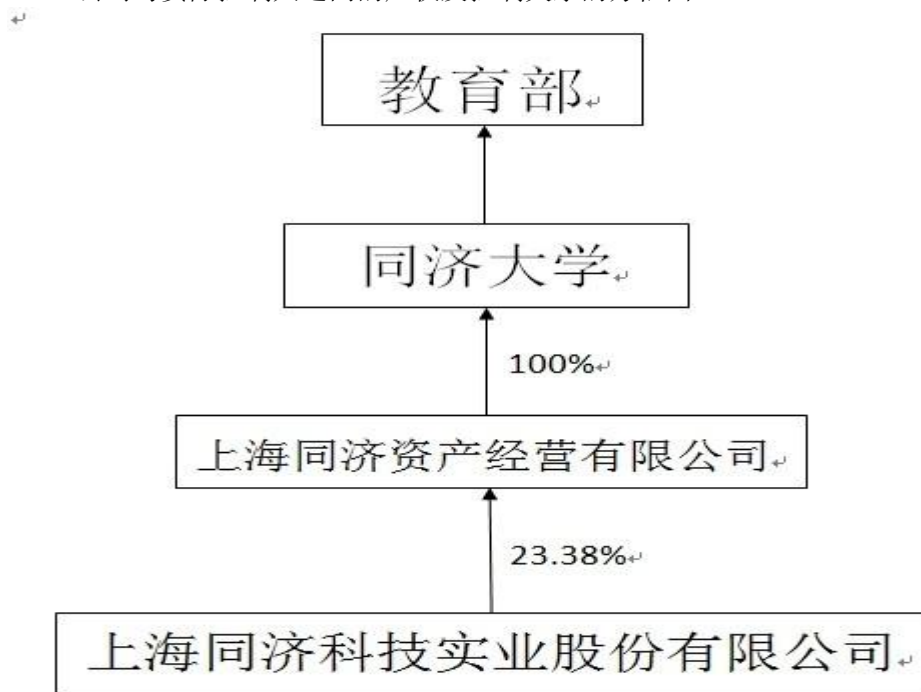 教育部
同济大学
100%
上海同济资产经营有限公司
23.38%
上海同济科技实业股份有限公司